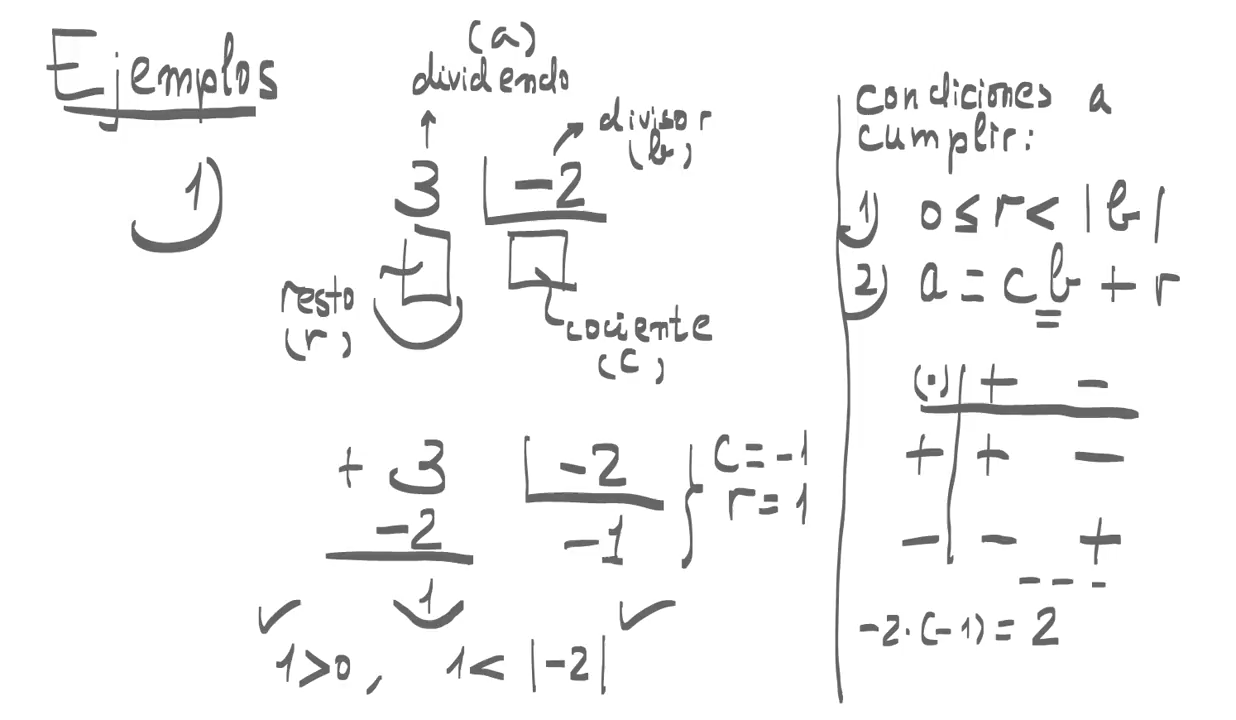 Ejemplos
1)
(a)
dividendo
divisor
(b)
3 -2
resto
(r)
cociente
(c)
+ 3 -2
-2 -1
1
c = -1
r = 1
1>0, 1< |-2|
condiciones a
cumplir:
1) 0 ≤ r < |b|
2) a = c b + r
(·) + -
+ + -
- - +
-2·(-1) = 2